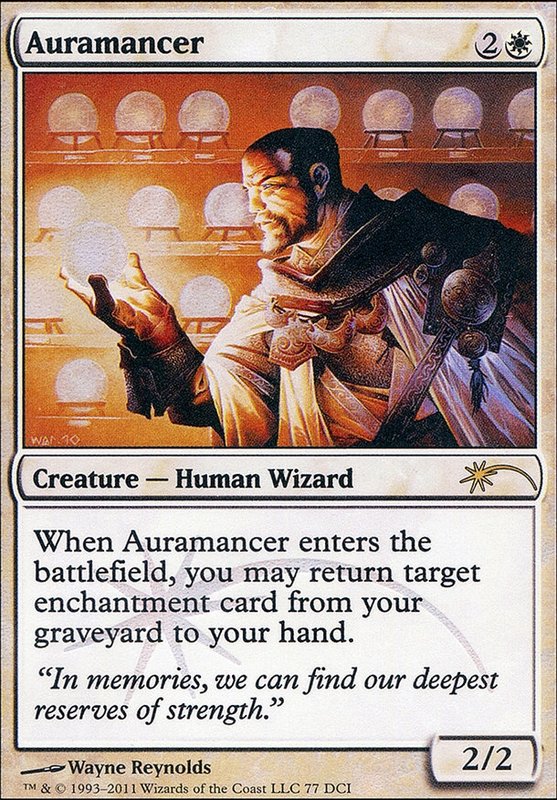 Auramancer 2
WAR.10
Creature — Human Wizard
When Auramancer enters the
battlefield, you may return target
enchantment card from your
graveyard to your hand.
“In memories, we can find our deepest
reserves of strength.”
2/2
Wayne Reynolds
™ & © 1993–2011 Wizards of the Coast LLC 77 DCI